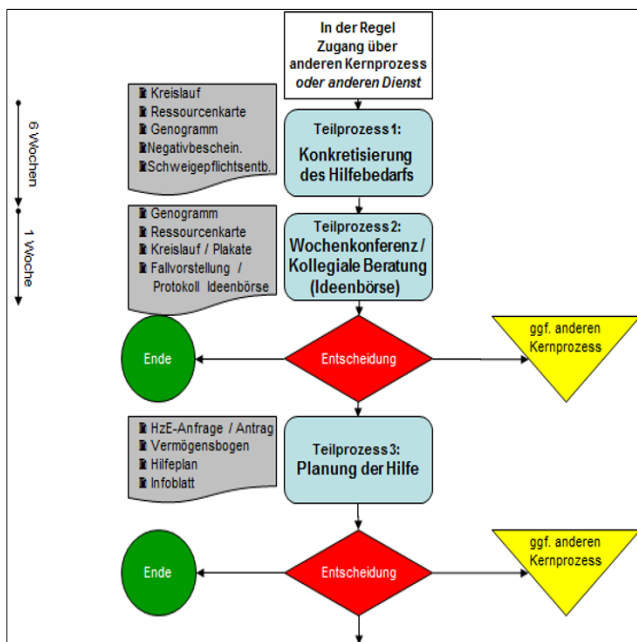 In der Regel
Zugang über
anderen Kernprozess
oder anderen Dienst
6 Wochen
Kreislauf
Ressourcenkarte
Genogramm
Negativbeschein.
Schweigepflichtsentb.
Teilprozess 1:
Konkretisierung
des Hilfebedarfs
1 Woche
Genogramm
Ressourcenkarte
Kreislauf / Plakate
Fallvorstellung /
Protokoll Ideenbörse
Teilprozess 2:
Wochenkonferenz /
Kollegiale Beratung
(Ideenbörse)
Ende
Entscheidung
ggf. anderen
Kernprozess
HzE-Anfrage / Antrag
Vermögensbogen
Hilfeplan
Infoblatt
Teilprozess 3:
Planung der Hilfe
Ende
Entscheidung
ggf. anderen
Kernprozess